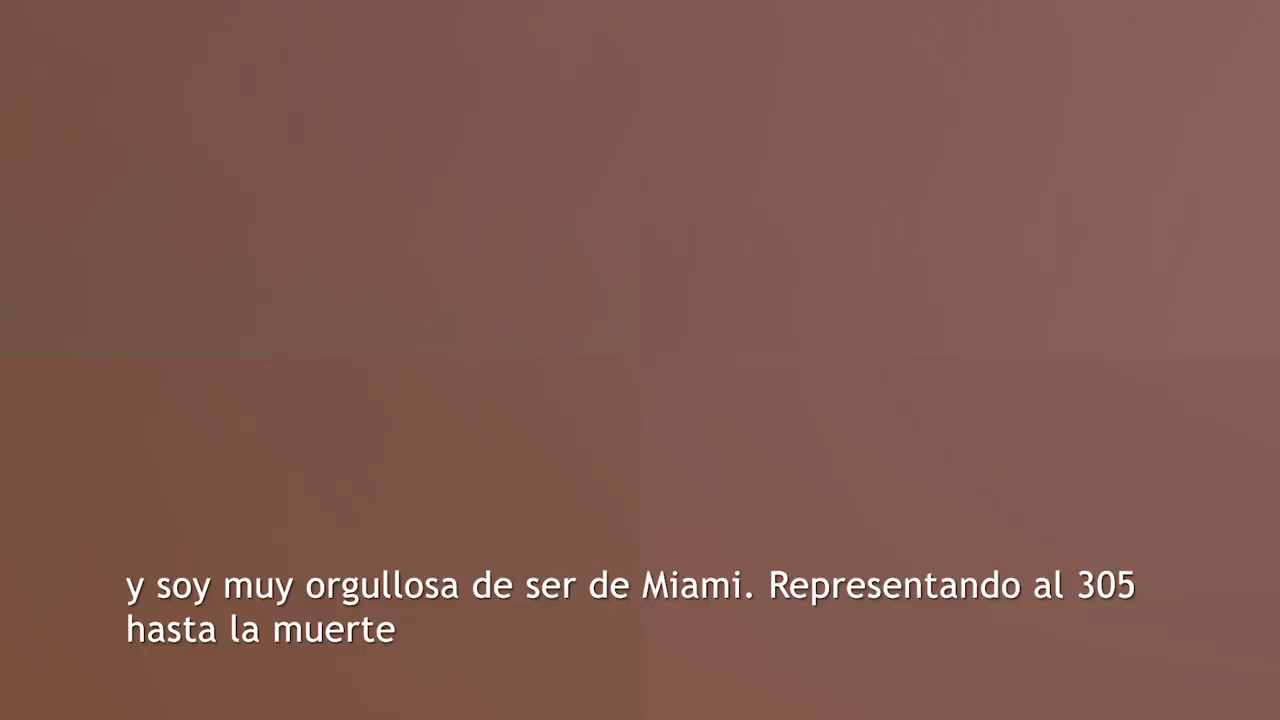 y soy muy orgullosa de ser de Miami. Representando al 305
hasta la muerte